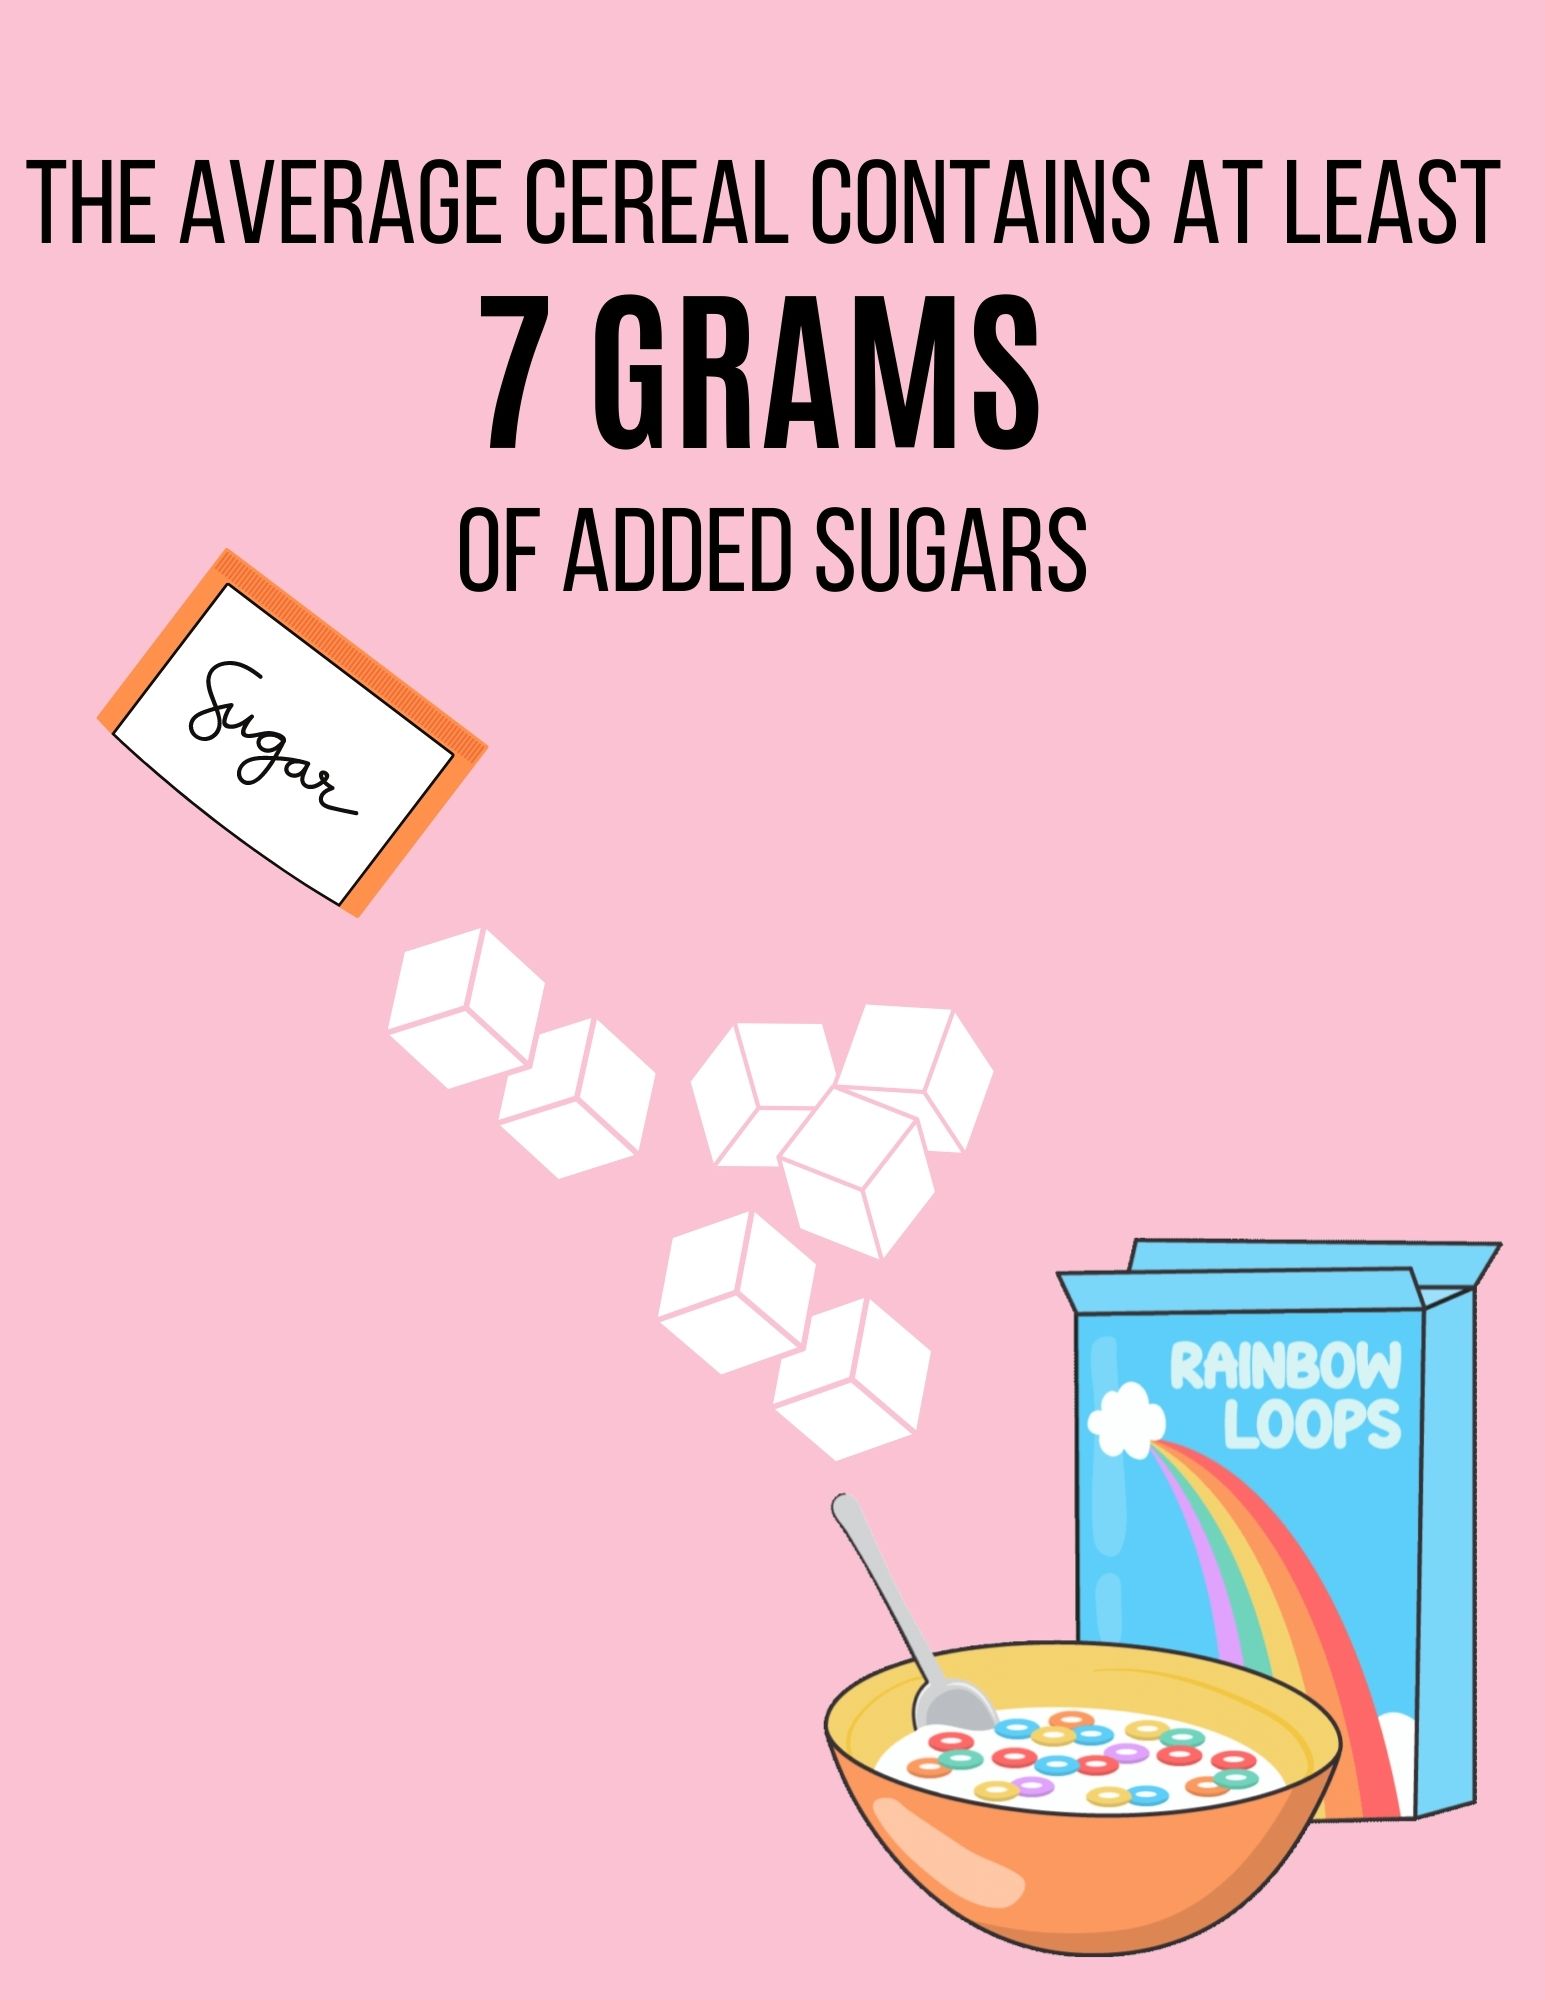 THE AVERAGE CEREAL CONTAINS AT LEAST
7 GRAMS
OF ADDED SUGARS
Sugar
RAINBOW
LOOPS